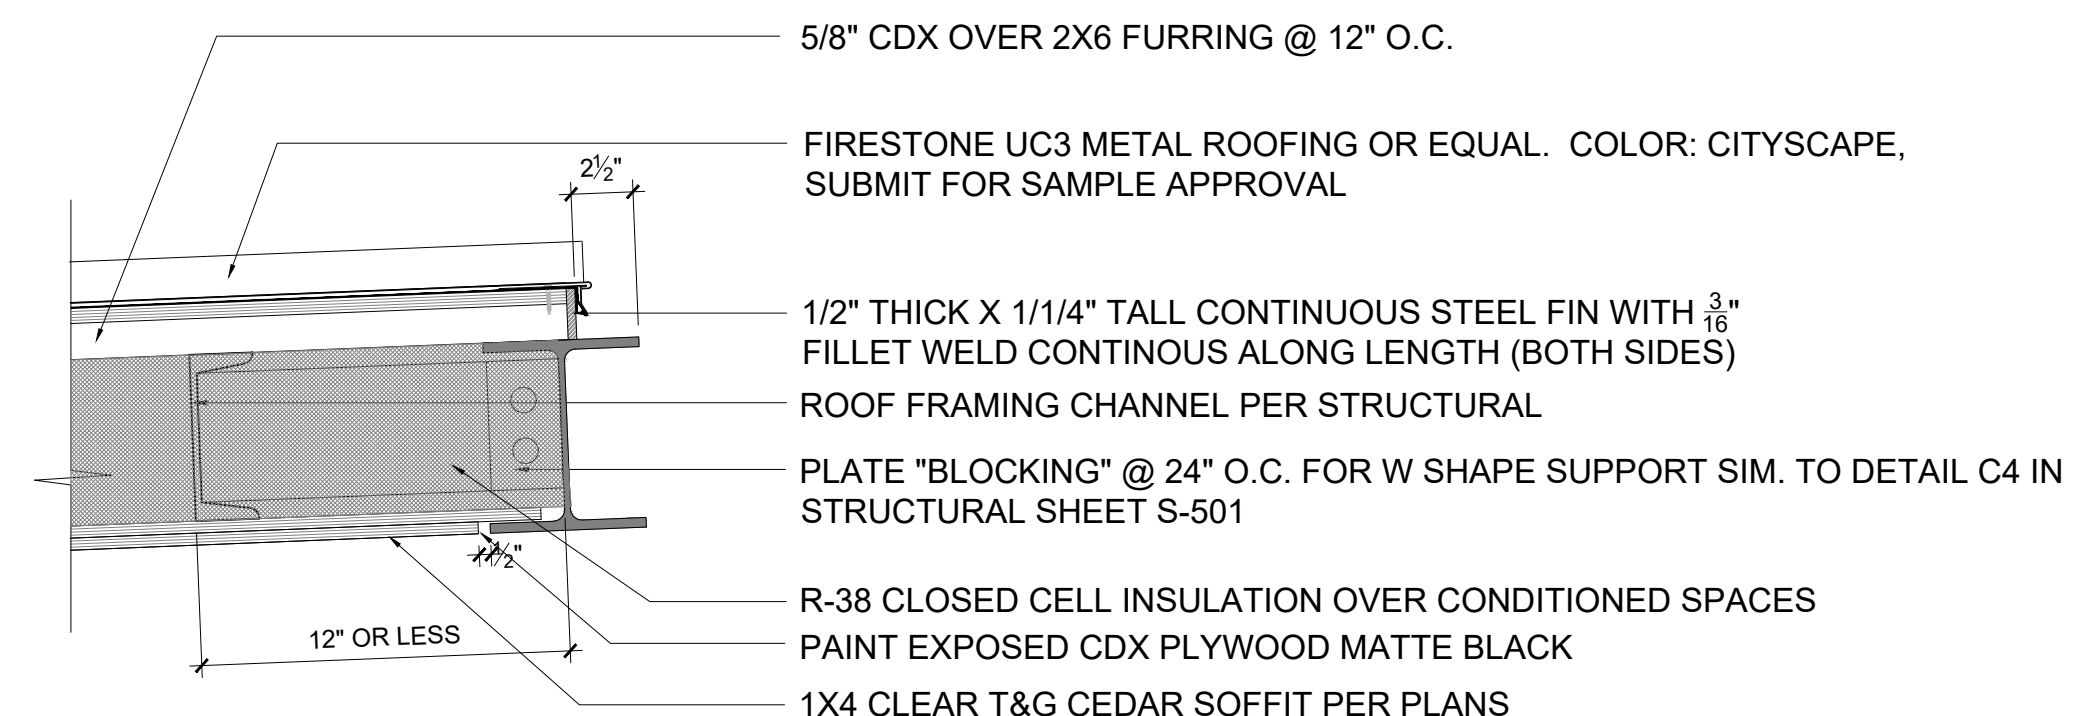 5/8" CDX OVER 2X6 FURRING @ 12" O.C.
FIRESTONE UC3 METAL ROOFING OR EQUAL. COLOR: CITYSCAPE,
SUBMIT FOR SAMPLE APPROVAL
2½"
1/2" THICK X 1/1/4" TALL CONTINUOUS STEEL FIN WITH 3/16"
FILLET WELD CONTINOUS ALONG LENGTH (BOTH SIDES)
ROOF FRAMING CHANNEL PER STRUCTURAL
PLATE "BLOCKING" @ 24" O.C. FOR W SHAPE SUPPORT SIM. TO DETAIL C4 IN
STRUCTURAL SHEET S-501
½"
R-38 CLOSED CELL INSULATION OVER CONDITIONED SPACES
12" OR LESS
PAINT EXPOSED CDX PLYWOOD MATTE BLACK
1X4 CLEAR T&G CEDAR SOFFIT PER PLANS